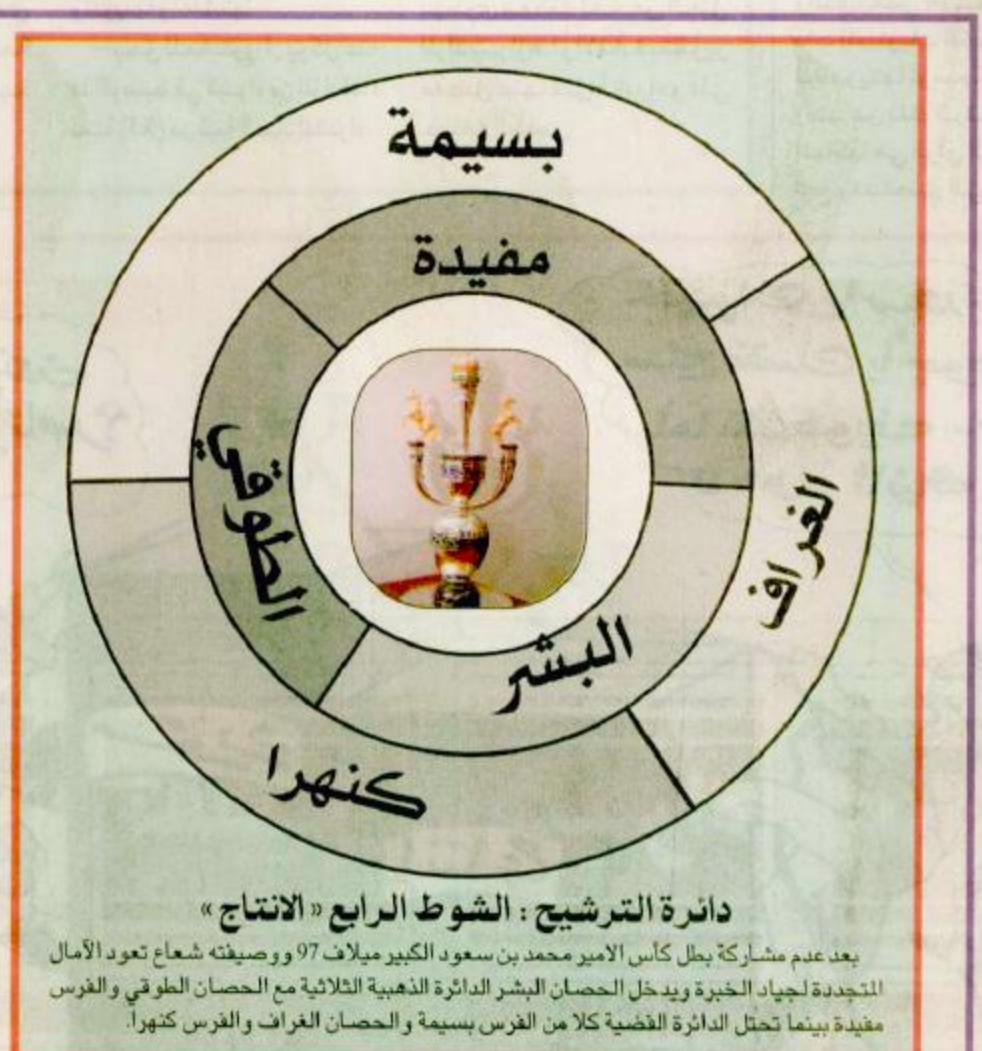 بسيمة
مفيدة
الغراف
الطوقي
البشر
كنهرا
دائرة الترشيح : الشوط الرابع « الانتاج »
بعد عدم مشاركة بطل كأس الامير محمد بن سعود الكبير ميلاف 97 ووصيفته شعاع تعود الآمال
المتجددة لجياد الخبرة ويدخل الحصان البشر الدائرة الذهبية الثلاثية مع الحصان الطوقي والفرس
مفيدة بينما تحتل الدائرة الفضية كلا من الفرس بسيمة والحصان الغراف والفرس كنهرا.